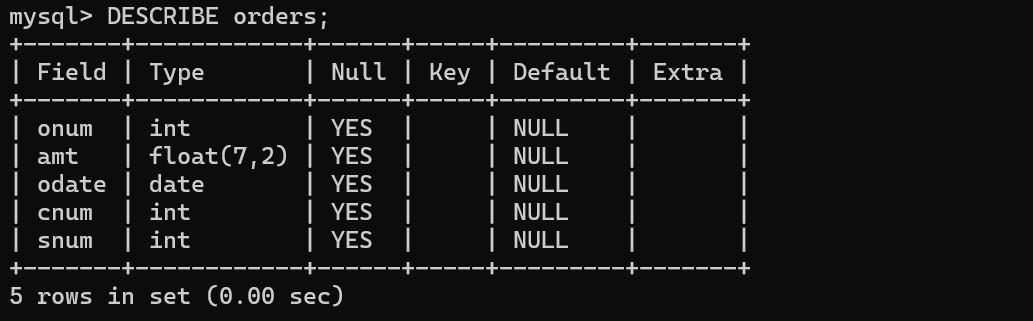 mysql> DESCRIBE orders;
+-------+------------+------+-----+---------+-------+
| Field | Type       | Null | Key | Default | Extra |
+-------+------------+------+-----+---------+-------+
| onum  | int        | YES  |     | NULL    |       |
| amt   | float(7,2) | YES  |     | NULL    |       |
| odate | date       | YES  |     | NULL    |       |
| cnum  | int        | YES  |     | NULL    |       |
| snum  | int        | YES  |     | NULL    |       |
+-------+------------+------+-----+---------+-------+
5 rows in set (0.00 sec)